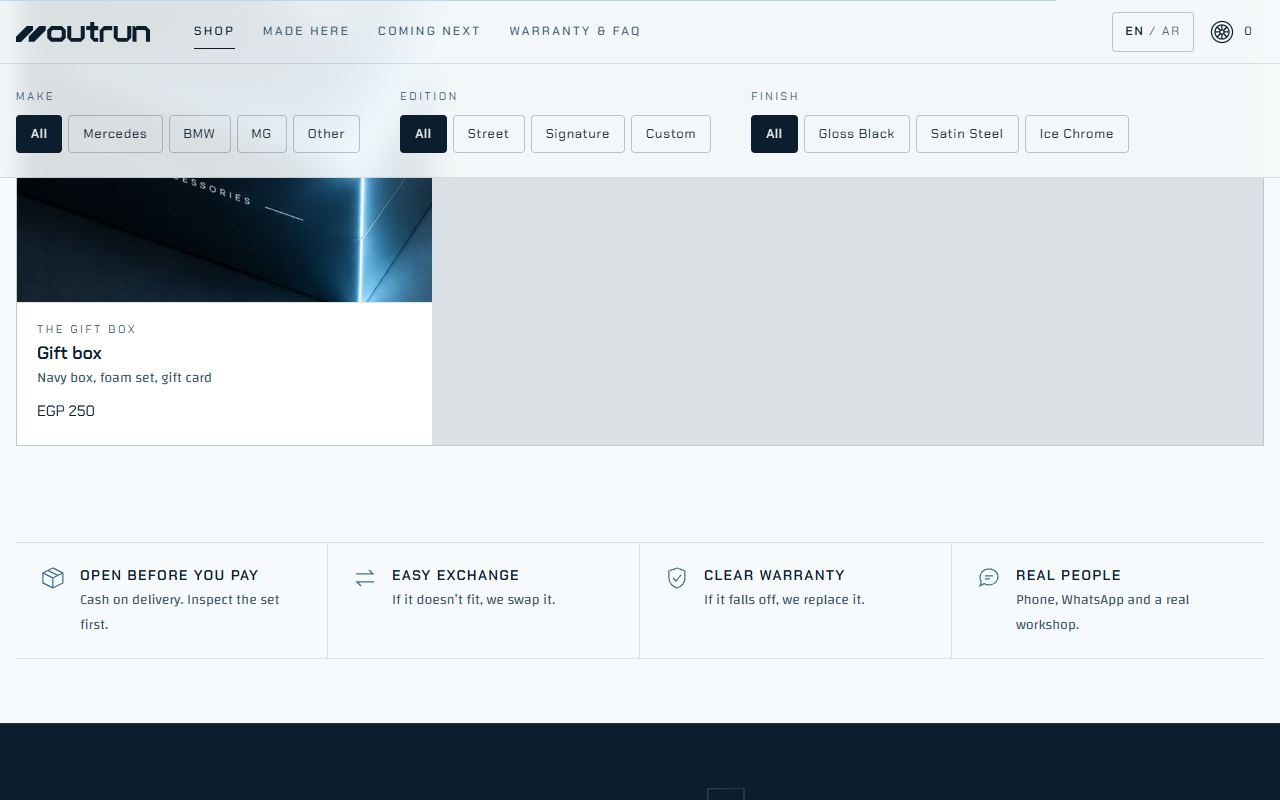 outrun
SHOP
MADE HERE
COMING NEXT
WARRANTY & FAQ
EN / AR
0
MAKE
All
Mercedes
BMW
MG
Other
EDITION
All
Street
Signature
Custom
FINISH
All
Gloss Black
Satin Steel
Ice Chrome
THE GIFT BOX
Gift box
Navy box, foam set, gift card
EGP 250
OPEN BEFORE YOU PAY
Cash on delivery. Inspect the set
first.
EASY EXCHANGE
If it doesn't fit, we swap it.
CLEAR WARRANTY
If it falls off, we replace it.
REAL PEOPLE
Phone, WhatsApp and a real
workshop.